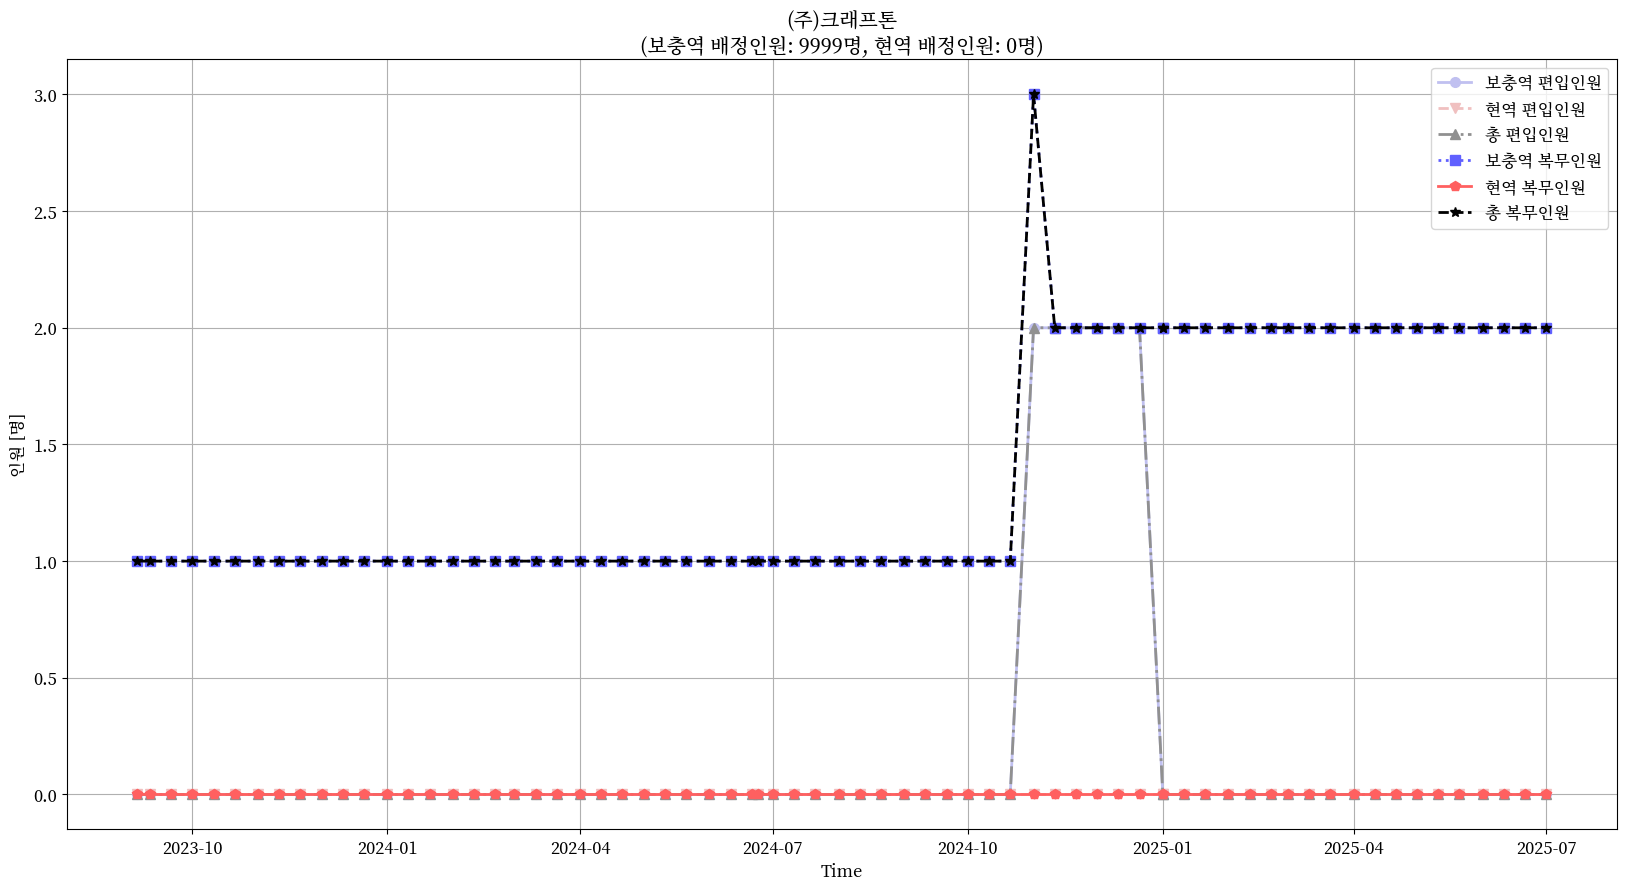 (주)크래프톤
(보충역 배정인원: 9999명, 현역 배정인원: 0명)
보충역 편입인원
현역 편입인원
총 편입인원
보충역 복무인원
현역 복무인원
총 복무인원
인원 [명]
3.0
2.5
2.0
1.5
1.0
0.5
0.0
2023-10
2024-01
2024-04
2024-07
2024-10
2025-01
2025-04
2025-07
Time